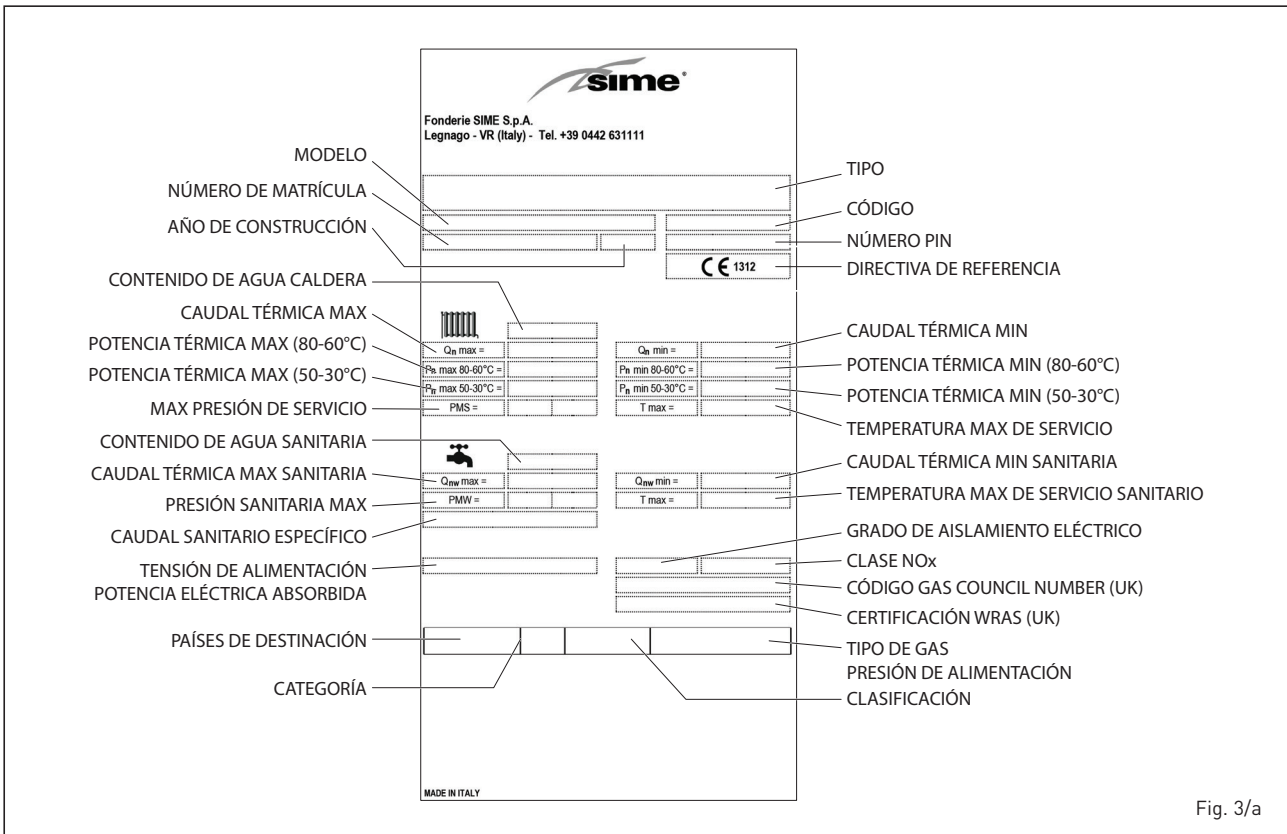 sime®
Fonderie SIME S.p.A.
Legnago - VR (Italy) - Tel. +39 0442 631111
MODELO
NÚMERO DE MATRÍCULA
AÑO DE CONSTRUCCIÓN
CONTENIDO DE AGUA CALDERA
CAUDAL TÉRMICA MAX
POTENCIA TÉRMICA MAX (80-60°C)
POTENCIA TÉRMICA MAX (50-30°C)
MAX PRESIÓN DE SERVICIO
CONTENIDO DE AGUA SANITARIA
CAUDAL TÉRMICA MAX SANITARIA
PRESIÓN SANITARIA MAX
CAUDAL SANITARIO ESPECÍFICO
TENSIÓN DE ALIMENTACIÓN
POTENCIA ELÉCTRICA ABSORBIDA
PAÍSES DE DESTINACIÓN
CATEGORÍA
CE 1312
Qn max =
Pn max 80-60°C =
Pn max 50-30°C =
PMS =
Qn min =
Pn min 80-60°C =
Pn min 50-30°C =
T max =
Qnw max =
PMW =
Qnw min =
T max =
MADE IN ITALY
TIPO
CÓDIGO
NÚMERO PIN
DIRECTIVA DE REFERENCIA
CAUDAL TÉRMICA MIN
POTENCIA TÉRMICA MIN (80-60°C)
POTENCIA TÉRMICA MIN (50-30°C)
TEMPERATURA MAX DE SERVICIO
CAUDAL TÉRMICA MIN SANITARIA
TEMPERATURA MAX DE SERVICIO SANITARIO
GRADO DE AISLAMIENTO ELÉCTRICO
CLASE NOx
CÓDIGO GAS COUNCIL NUMBER (UK)
CERTIFICACIÓN WRAS (UK)
TIPO DE GAS
PRESIÓN DE ALIMENTACIÓN
CLASIFICACIÓN
Fig. 3/a